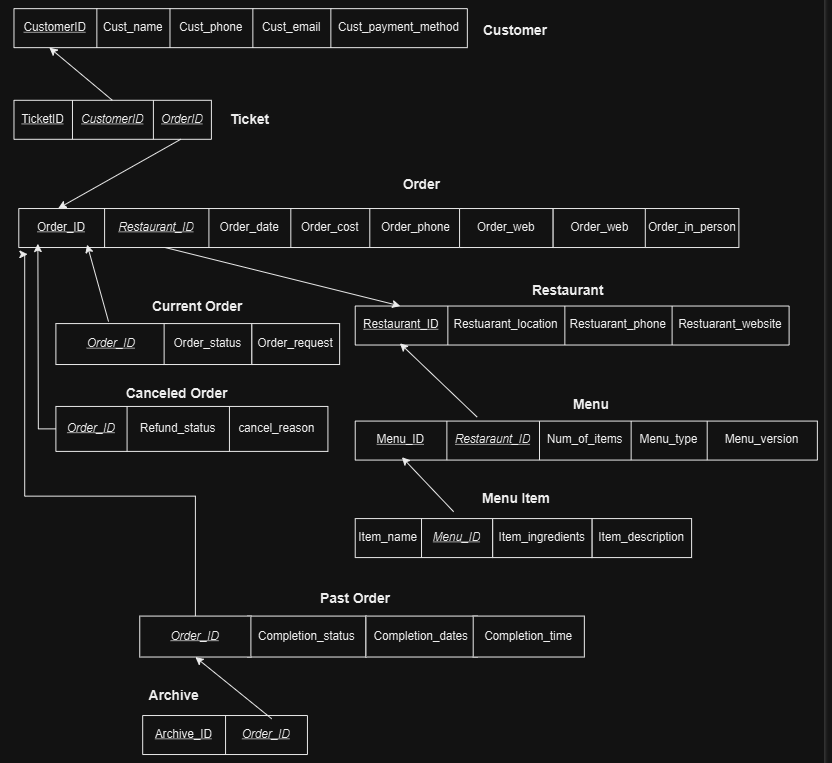 CustomerID Cust_name Cust_phone Cust_email Cust_payment_method
Customer
TicketID CustomerID OrderID
Ticket
Order
Order_ID Restaurant_ID Order_date Order_cost Order_phone Order_web Order_web Order_in_person
Restaurant
Restaurant_ID Restuarant_location Restuarant_phone Restuarant_website
Current Order
Order_ID Order_status Order_request
Canceled Order
Order_ID Refund_status cancel_reason
Menu
Menu_ID Restaraunt_ID Num_of_items Menu_type Menu_version
Menu Item
Item_name Menu_ID Item_ingredients Item_description
Past Order
Order_ID Completion_status Completion_dates Completion_time
Archive
Archive_ID Order_ID